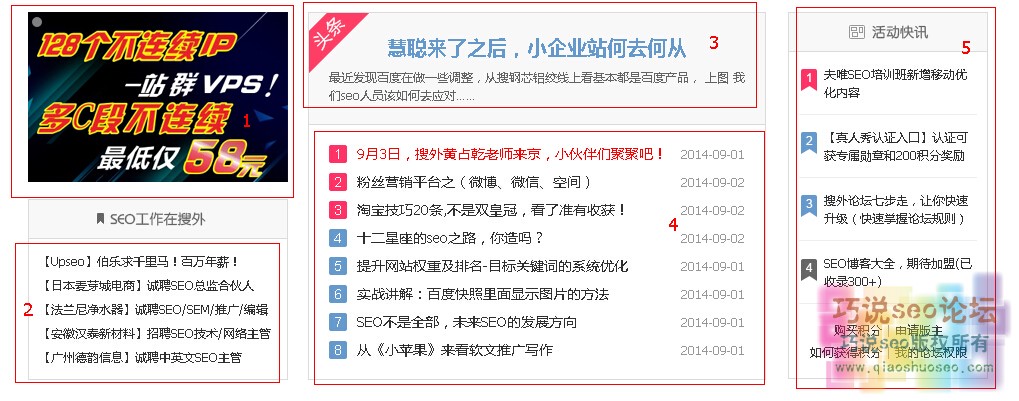 128个不连续IP
一站群VPS！
多C段不连续
1
最低仅58元
SEO工作在搜外
2
【Upseo】伯乐求千里马！百万年薪！
【日本麦芽城电商】诚聘SEO总监合伙人
【法兰尼净水器】诚聘SEO/SEM/推广/编辑
【安徽汉泰新材料】招聘SEO技术/网络主管
【广州德韵信息】诚聘中英文SEO主管
头条
慧聪来了之后，小企业站何去何从
3
最近发现百度在做一些调整，从搜钢芯铝绞线上看基本都是百度产品， 上图 我
们seo人员该如何去应对……
4
1 9月3日，搜外黄占乾老师来京，小伙伴们聚聚吧！ 2014-09-01
2 粉丝营销平台之（微博、微信、空间） 2014-09-02
3 淘宝技巧20条,不是双皇冠，看了准有收获！ 2014-09-02
4 十二星座的seo之路，你造吗？ 2014-09-02
5 提升网站权重及排名-目标关键词的系统优化 2014-09-01
6 实战讲解：百度快照里面显示图片的方法 2014-09-01
7 SEO不是全部，未来SEO的发展方向 2014-09-01
8 从《小苹果》来看软文推广写作 2014-09-01
活动快讯
5
1 夫唯SEO培训班新增移动优
化内容
2 【真人秀认证入口】认证可
获专属勋章和200积分奖励
3 搜外论坛七步走，让你快速
升级（快速掌握论坛规则）
4 SEO博客大全，期待加盟(已
收录300+)
购买积分 | 申请版主
如何获得积分 | 我的论坛权限
巧说seo论坛
巧说seo版权所有
www.qiaoshuoseo.com